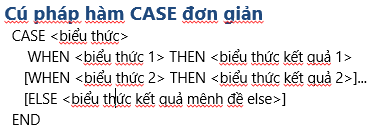 Cú pháp hàm CASE đơn giản
CASE <biểu thức>
WHEN <biểu thức 1> THEN <biểu thức kết quả 1>
[WHEN <biểu thức 2> THEN <biểu thức kết quả 2>]...
[ELSE <biểu thức kết quả mênh đề else>]
END